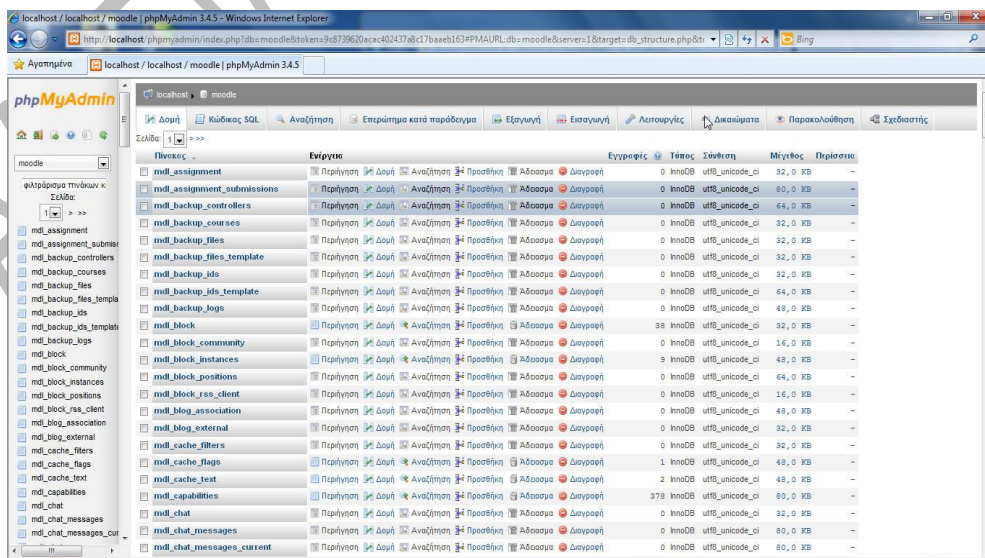 localhost / localhost / moodle | phpMyAdmin 3.4.5 - Windows Internet Explorer
http://localhost/phpmyadmin/index.php?db=moodle&token=9c8739620acac402437a8c17baaeb163#PMAURL:db=moodle&server=1&target=db_structure.php&t Bing
Αγαπημένα localhost / localhost / moodle | phpMyAdmin 3.4.5
phpMyAdmin
moodle
φιλτράρισμα πινάκων κ
Σελίδα:
1 > >>
mdl_assignment
mdl_assignment_submiss
mdl_backup_controllers
mdl_backup_courses
mdl_backup_files
mdl_backup_files_templa
mdl_backup_ids
mdl_backup_ids_template
mdl_backup_logs
mdl_block
mdl_block_community
mdl_block_instances
mdl_block_positions
mdl_block_rss_client
mdl_blog_association
mdl_blog_external
mdl_cache_filters
mdl_cache_flags
mdl_cache_text
mdl_capabilities
mdl_chat
mdl_chat_messages
mdl_chat_messages_cur
localhost moodle
Δομή Κώδικας SQL Αναζήτηση Επερώτημα κατά παράδειγμα Εξαγωγή Εισαγωγή Λειτουργίες Δικαιώματα Παρακολούθηση Σχεδιαστής
Σελίδα: 1 > >>
Πίνακας Ενέργεια Εγγραφές Τύπος Σύνθεση Μέγεθος Περίσσεια
mdl_assignment Περιήγηση Δομή Αναζήτηση Προσθήκη Άδειασμα Διαγραφή 0 InnoDB utf8_unicode_ci 32,0 KB -
mdl_assignment_submissions Περιήγηση Δομή Αναζήτηση Προσθήκη Άδειασμα Διαγραφή 0 InnoDB utf8_unicode_ci 80,0 KB -
mdl_backup_controllers Περιήγηση Δομή Αναζήτηση Προσθήκη Άδειασμα Διαγραφή 0 InnoDB utf8_unicode_ci 64,0 KB -
mdl_backup_courses Περιήγηση Δομή Αναζήτηση Προσθήκη Άδειασμα Διαγραφή 0 InnoDB utf8_unicode_ci 32,0 KB -
mdl_backup_files Περιήγηση Δομή Αναζήτηση Προσθήκη Άδειασμα Διαγραφή 0 InnoDB utf8_unicode_ci 32,0 KB -
mdl_backup_files_template Περιήγηση Δομή Αναζήτηση Προσθήκη Άδειασμα Διαγραφή 0 InnoDB utf8_unicode_ci 32,0 KB -
mdl_backup_ids Περιήγηση Δομή Αναζήτηση Προσθήκη Άδειασμα Διαγραφή 0 InnoDB utf8_unicode_ci 32,0 KB -
mdl_backup_ids_template Περιήγηση Δομή Αναζήτηση Προσθήκη Άδειασμα Διαγραφή 0 InnoDB utf8_unicode_ci 64,0 KB -
mdl_backup_logs Περιήγηση Δομή Αναζήτηση Προσθήκη Άδειασμα Διαγραφή 0 InnoDB utf8_unicode_ci 48,0 KB -
mdl_block Περιήγηση Δομή Αναζήτηση Προσθήκη Άδειασμα Διαγραφή 38 InnoDB utf8_unicode_ci 32,0 KB -
mdl_block_community Περιήγηση Δομή Αναζήτηση Προσθήκη Άδειασμα Διαγραφή 0 InnoDB utf8_unicode_ci 16,0 KB -
mdl_block_instances Περιήγηση Δομή Αναζήτηση Προσθήκη Άδειασμα Διαγραφή 9 InnoDB utf8_unicode_ci 48,0 KB -
mdl_block_positions Περιήγηση Δομή Αναζήτηση Προσθήκη Άδειασμα Διαγραφή 0 InnoDB utf8_unicode_ci 64,0 KB -
mdl_block_rss_client Περιήγηση Δομή Αναζήτηση Προσθήκη Άδειασμα Διαγραφή 0 InnoDB utf8_unicode_ci 16,0 KB -
mdl_blog_association Περιήγηση Δομή Αναζήτηση Προσθήκη Άδειασμα Διαγραφή 0 InnoDB utf8_unicode_ci 48,0 KB -
mdl_blog_external Περιήγηση Δομή Αναζήτηση Προσθήκη Άδειασμα Διαγραφή 0 InnoDB utf8_unicode_ci 32,0 KB -
mdl_cache_filters Περιήγηση Δομή Αναζήτηση Προσθήκη Άδειασμα Διαγραφή 0 InnoDB utf8_unicode_ci 32,0 KB -
mdl_cache_flags Περιήγηση Δομή Αναζήτηση Προσθήκη Άδειασμα Διαγραφή 1 InnoDB utf8_unicode_ci 48,0 KB -
mdl_cache_text Περιήγηση Δομή Αναζήτηση Προσθήκη Άδειασμα Διαγραφή 2 InnoDB utf8_unicode_ci 48,0 KB -
mdl_capabilities Περιήγηση Δομή Αναζήτηση Προσθήκη Άδειασμα Διαγραφή 378 InnoDB utf8_unicode_ci 80,0 KB -
mdl_chat Περιήγηση Δομή Αναζήτηση Προσθήκη Άδειασμα Διαγραφή 0 InnoDB utf8_unicode_ci 32,0 KB -
mdl_chat_messages Περιήγηση Δομή Αναζήτηση Προσθήκη Άδειασμα Διαγραφή 0 InnoDB utf8_unicode_ci 80,0 KB -
mdl_chat_messages_current Περιήγηση Δομή Αναζήτηση Προσθήκη Άδειασμα Διαγραφή 0 InnoDB utf8_unicode_ci 80,0 KB -